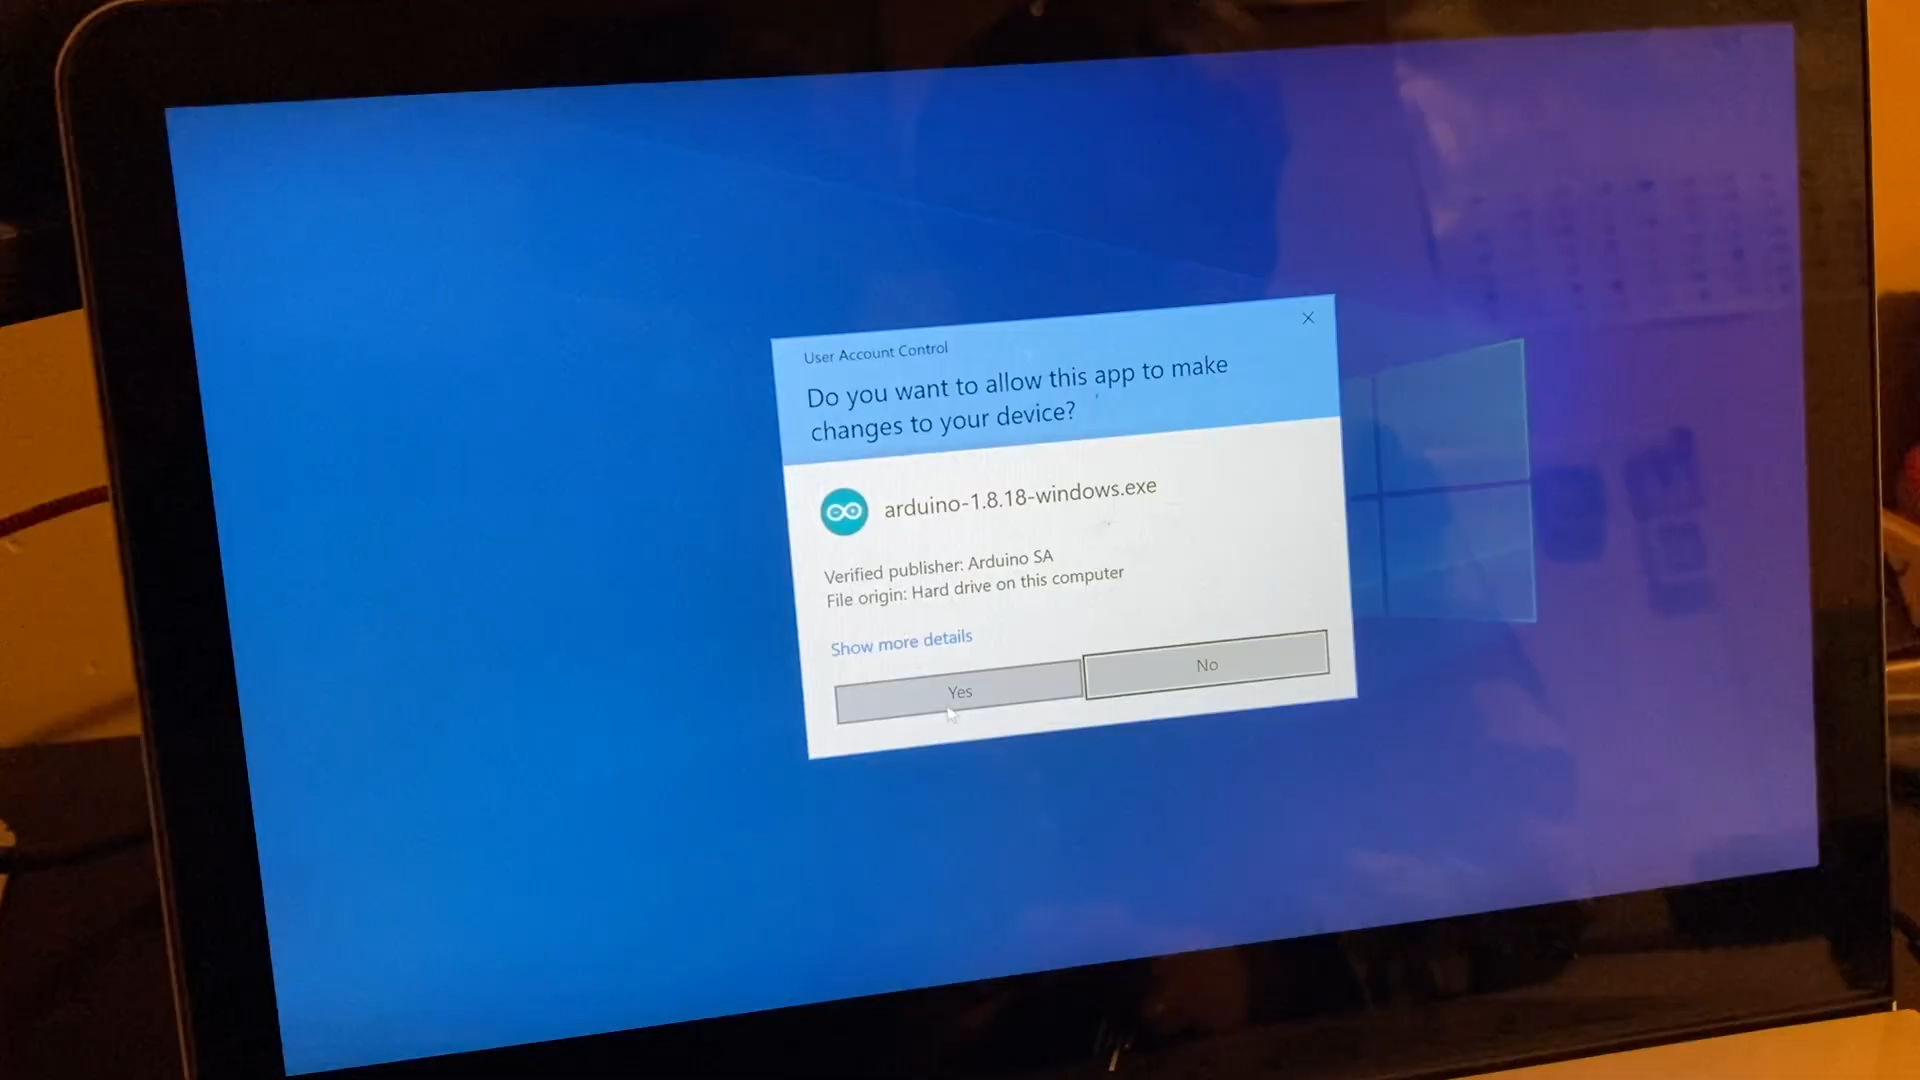 User Account Control
Do you want to allow this app to make
changes to your device?
arduino-1.8.18-windows.exe
Verified publisher: Arduino SA
File origin: Hard drive on this computer
Show more details
Yes
No